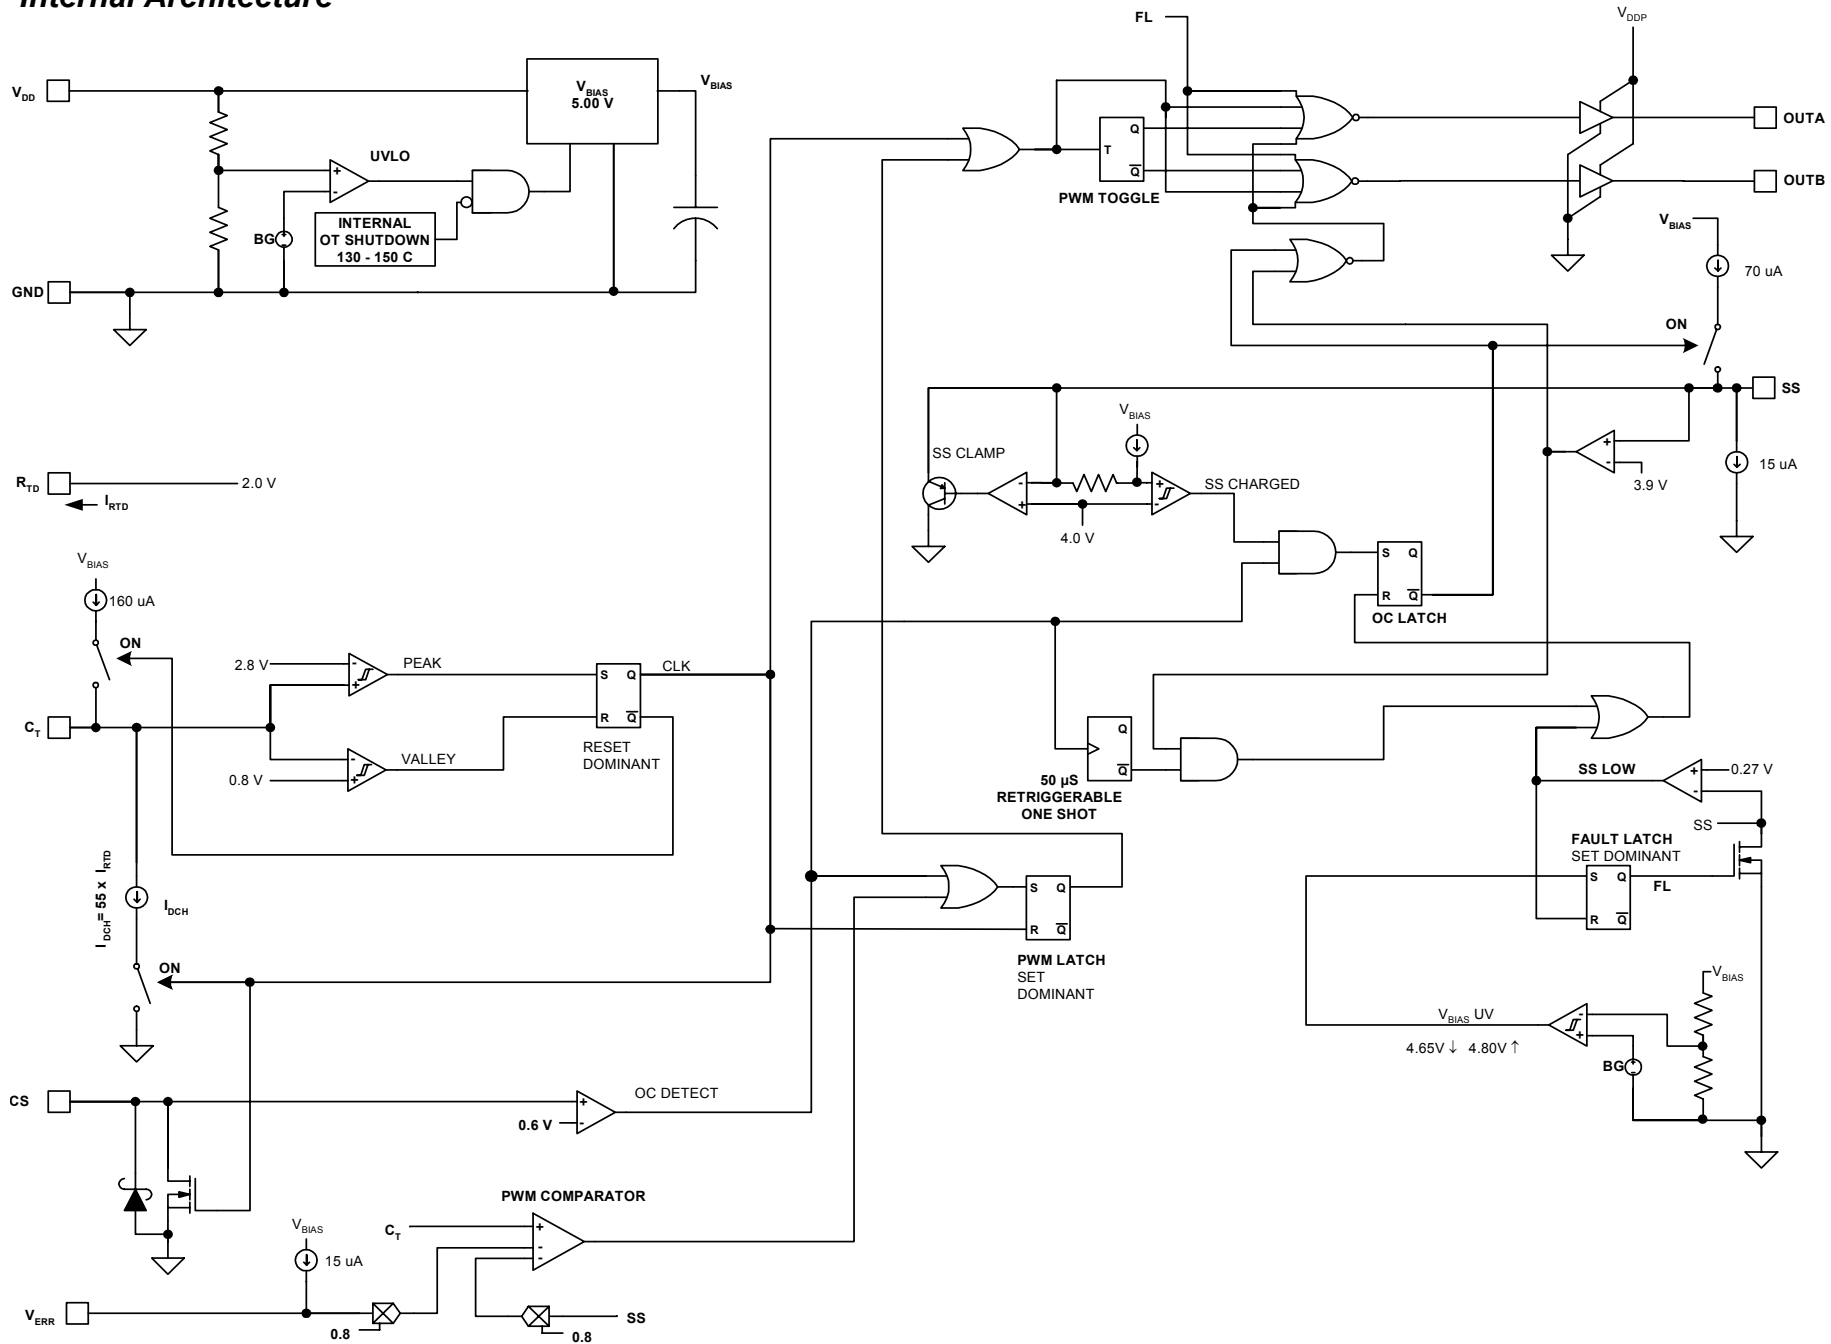 Internal Architecture
FL
VDDP
VDD
VBIAS
5.00 V
VBIAS
OUTA
Q
T
Q
UVLO
+
-
PWM TOGGLE
OUTB
INTERNAL
OT SHUTDOWN
130 - 150 C
BG
VBIAS
70 uA
GND
ON
SS
VBIAS
SS CLAMP
-
+
+
-
SS CHARGED
4.0 V
+
-
3.9 V
15 uA
RTD
2.0 V
IRTD
S Q
R Q
OC LATCH
VBIAS
160 uA
ON
2.8 V
-
+
PEAK
S Q
R Q
CLK
CT
RESET
DOMINANT
0.8 V
-
+
VALLEY
Q
Q
50 µS
RETRIGGERABLE
ONE SHOT
SS LOW
+
-
0.27 V
SS
FAULT LATCH
SET DOMINANT
S Q
R Q
FL
IDCH= 55 x IRTD
IDCH
S Q
R Q
PWM LATCH
SET
DOMINANT
ON
VBIAS
VBIAS UV
4.65V ↓ 4.80V ↑
-
+
BG
CS
+
-
0.6 V
OC DETECT
PWM COMPARATOR
VBIAS
15 uA
CT
+
-
-
VERR
0.8
SS
0.8